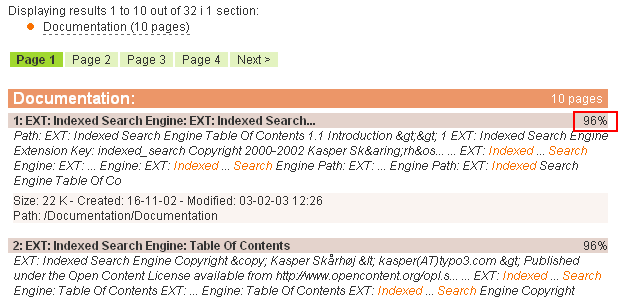 Displaying results 1 to 10 out of 32 i 1 section:
Documentation (10 pages)
Page 1 Page 2 Page 3 Page 4 Next >
Documentation: 10 pages
1: EXT: Indexed Search Engine: EXT: Indexed Search... 96%
Path: EXT: Indexed Search Engine Table Of Contents 1.1 Introduction &gt;&gt; 1 EXT: Indexed Search Engine
Extension Key: indexed_search Copyright 2000-2002 Kasper Sk&aring;rh&os... ... EXT: Indexed ... Search
Engine: EXT: ... Engine: EXT: Indexed ... Search Engine Path: EXT: ... Engine Path: EXT: Indexed Search
Engine Table Of Co
Size: 22 K - Created: 16-11-02 - Modified: 03-02-03 12:26
Path: /Documentation/Documentation
2: EXT: Indexed Search Engine: Table Of Contents 96%
EXT: Indexed Search Engine Copyright &copy; Kasper Skårhøj &lt; kasper(AT)typo3.com &gt; Published
under the Open Content License available from http://www.opencontent.org/opl.s... ... EXT: Indexed ... Search
Engine: Table Of Contents EXT: ... Engine: Table Of Contents EXT: Indexed ... Search Engine Copyright